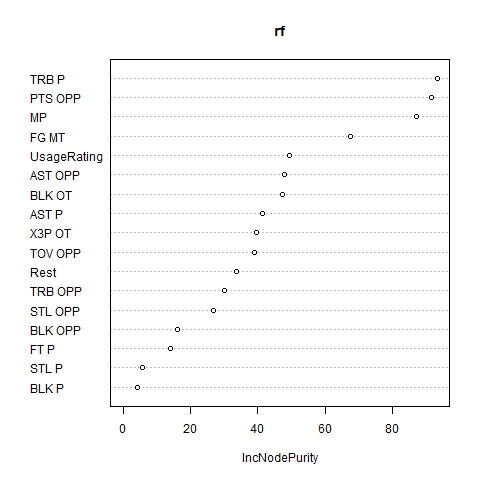 rf
TRB P
PTS OPP
MP
FG MT
UsageRating
AST OPP
BLK OT
AST P
X3P OT
TOV OPP
Rest
TRB OPP
STL OPP
BLK OPP
FT P
STL P
BLK P
0 20 40 60 80
IncNodePurity